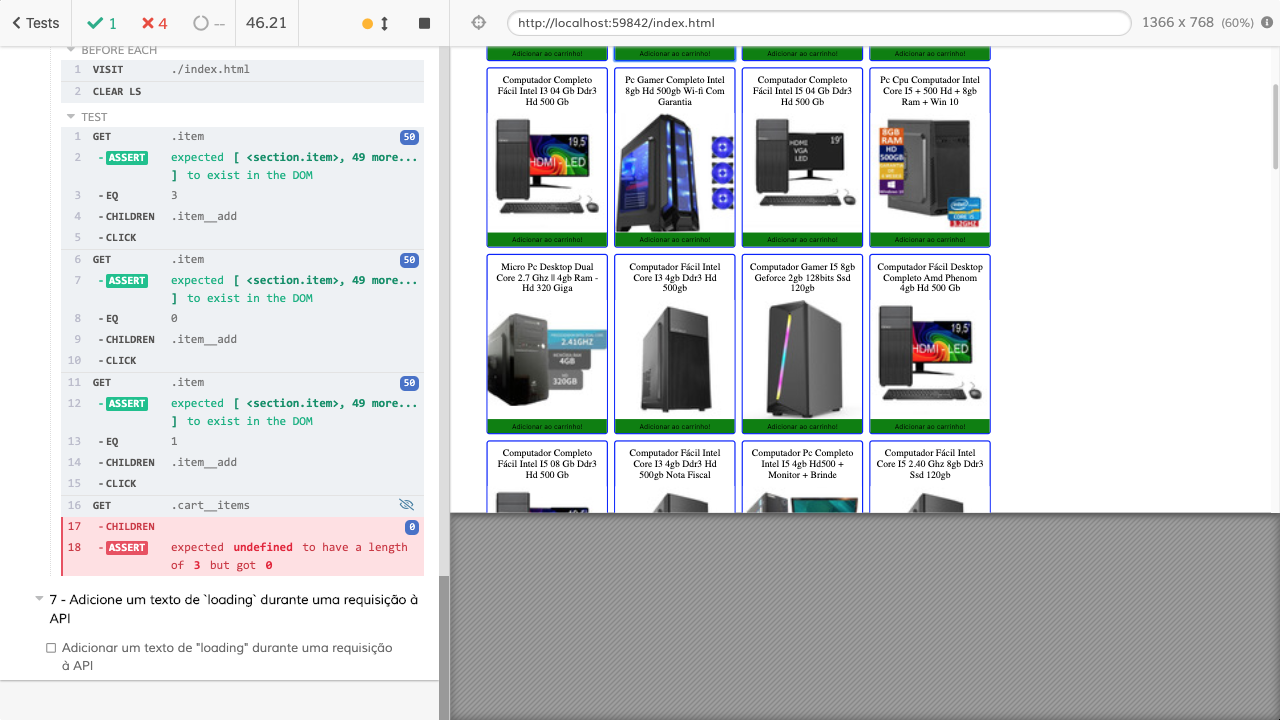 Tests
1
4
--
46.21
http://localhost:59842/index.html
1366 x 768 (60%)
BEFORE EACH
1 VISIT ./index.html
2 CLEAR LS
TEST
1 GET .item 50
2 -ASSERT expected [ <section.item>, 49 more...
] to exist in the DOM
3 -EQ 3
4 -CHILDREN .item__add
5 -CLICK
6 GET .item 50
7 -ASSERT expected [ <section.item>, 49 more...
] to exist in the DOM
8 -EQ 0
9 -CHILDREN .item__add
10 -CLICK
11 GET .item 50
12 -ASSERT expected [ <section.item>, 49 more...
] to exist in the DOM
13 -EQ 1
14 -CHILDREN .item__add
15 -CLICK
16 GET .cart__items
17 -CHILDREN 0
18 -ASSERT expected undefined to have a length
of 3 but got 0
7 - Adicione um texto de `loading` durante uma requisição à
API
Adicionar um texto de "loading" durante uma requisição
à API
Adicionar ao carrinho! Adicionar ao carrinho! Adicionar ao carrinho! Adicionar ao carrinho!
Computador Completo
Fácil Intel I3 04 Gb Ddr3
Hd 500 Gb
19,5"
HDMI - LED
Adicionar ao carrinho!
Pc Gamer Completo Intel
8gb Hd 500gb Wi-fi Com
Garantia
Adicionar ao carrinho!
Computador Completo
Fácil Intel I5 04 Gb Ddr3
Hd 500 Gb
19"
HDMI
VGA
LED
Adicionar ao carrinho!
Pc Cpu Computador Intel
Core I5 + 500 Hd + 8gb
Ram + Win 10
8GB
RAM
HD
500GB
Windows 10
CORE I5
3.2GHZ
Adicionar ao carrinho!
Micro Pc Desktop Dual
Core 2.7 Ghz || 4gb Ram -
Hd 320 Giga
2.41GHZ
4GB
320GB
Adicionar ao carrinho!
Computador Fácil Intel
Core I3 4gb Ddr3 Hd
500gb
Adicionar ao carrinho!
Computador Gamer I5 8gb
Geforce 2gb 128bits Ssd
120gb
Adicionar ao carrinho!
Computador Fácil Desktop
Completo Amd Phenom
4gb Hd 500 Gb
19,5"
HDMI - LED
Adicionar ao carrinho!
Computador Completo
Fácil Intel I5 08 Gb Ddr3
Hd 500 Gb
Computador Fácil Intel
Core I3 4gb Ddr3 Hd
500gb Nota Fiscal
Computador Pc Completo
Intel I5 4gb Hd500 +
Monitor + Brinde
Computador Fácil Intel
Core I5 2.40 Ghz 8gb Ddr3
Ssd 120gb